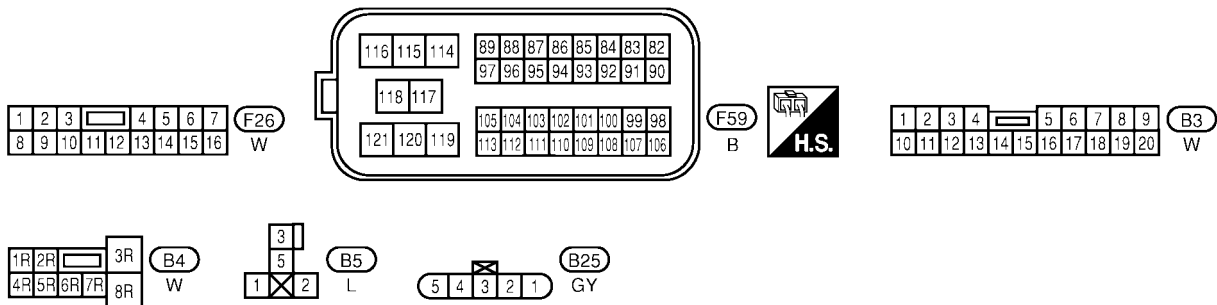 116 115 114
89 88 87 86 85 84 83 82
97 96 95 94 93 92 91 90
118 117
105 104 103 102 101 100 99 98
113 112 111 110 109 108 107 106
121 120 119
1 2 3 4 5 6 7
8 9 10 11 12 13 14 15 16
F26
W
F59
B
H.S.
1 2 3 4 5 6 7 8 9
10 11 12 13 14 15 16 17 18 19 20
B3
W
1R 2R 3R
4R 5R 6R 7R 8R
B4
W
3
5
1 2
B5
L
5 4 3 2 1
B25
GY